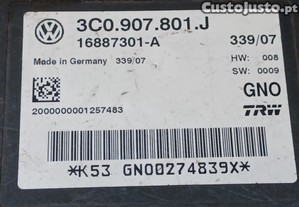 CustoJusto.pt
3C0.907.801.J
16887301-A
339/07
Made in Germany 339/07
HW: 008
SW: 0009
GNO
2000000001257483
TRW
*K53 GNO0274839X*